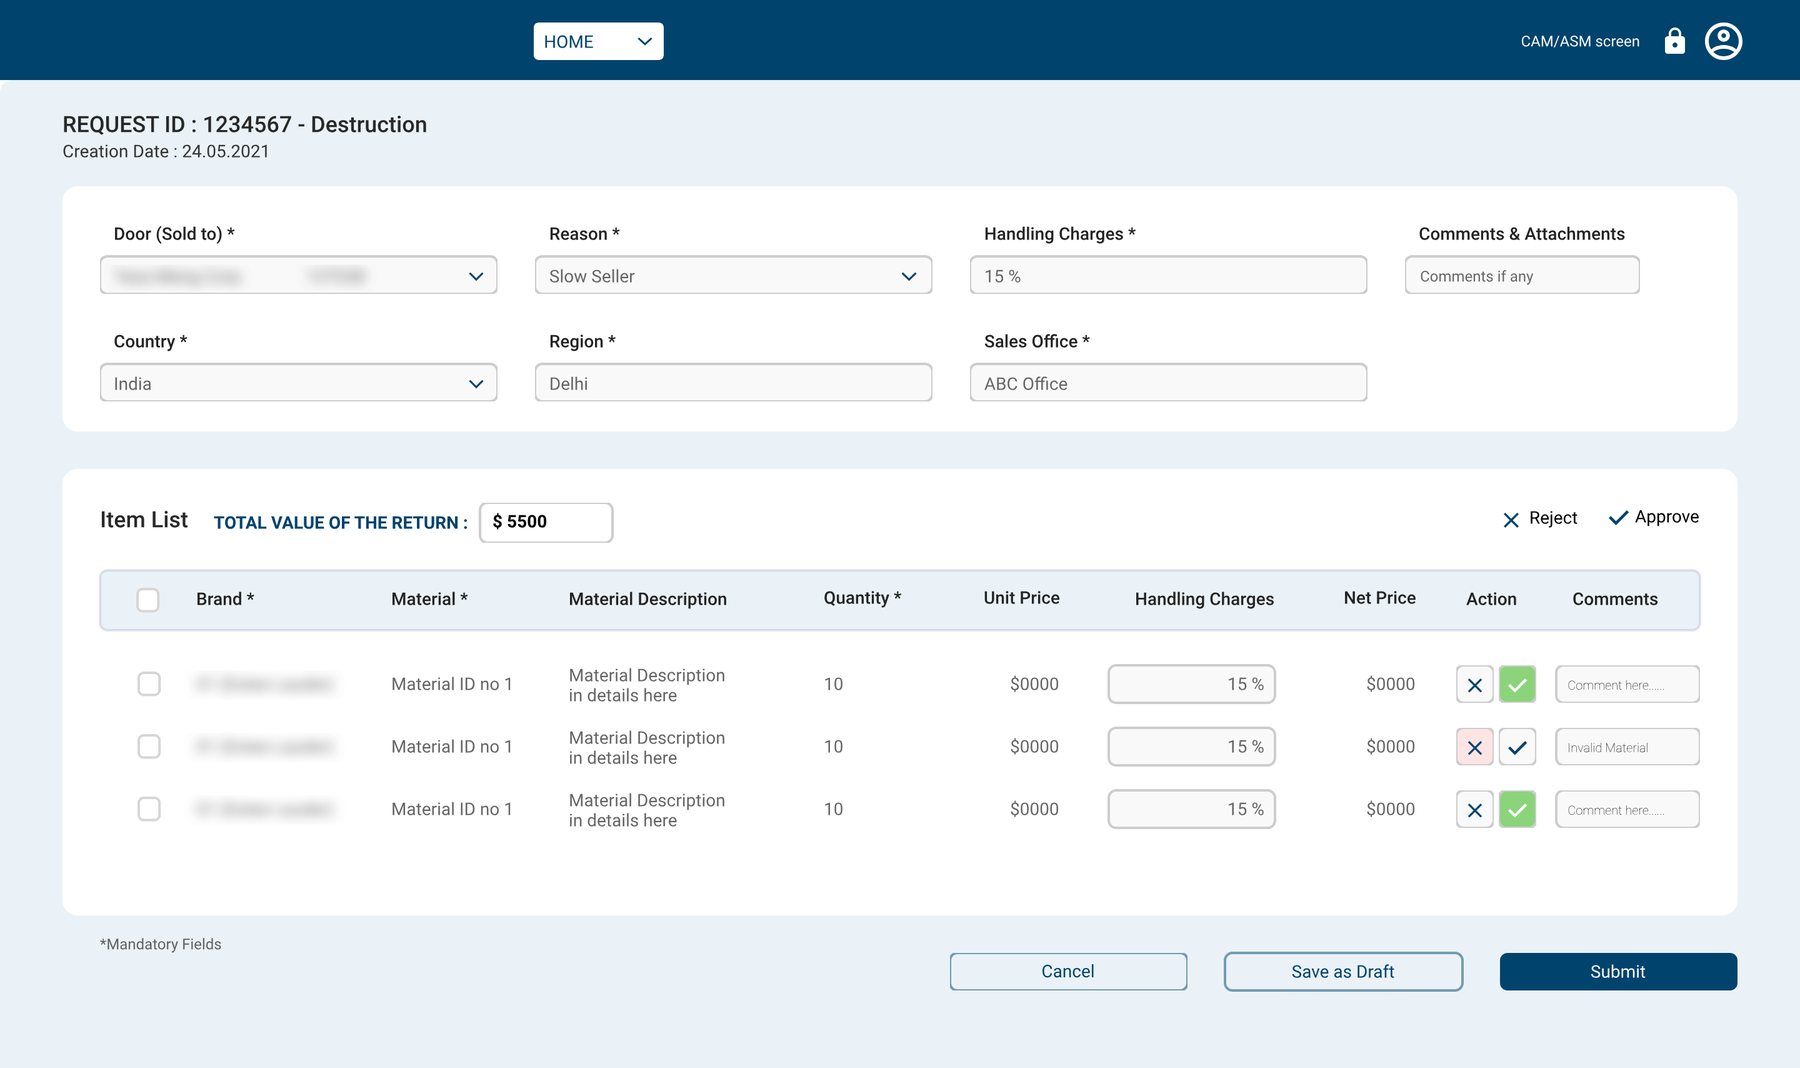 HOME
CAM/ASM screen
REQUEST ID : 1234567 - Destruction
Creation Date : 24.05.2021
Door (Sold to) *
Reason *
Handling Charges *
Comments & Attachments
Slow Seller
15 %
Comments if any
Country *
Region *
Sales Office *
India
Delhi
ABC Office
Item List
TOTAL VALUE OF THE RETURN :
$ 5500
Reject
Approve
Brand *
Material *
Material Description
Quantity *
Unit Price
Handling Charges
Net Price
Action
Comments
Material ID no 1
Material Description
in details here
10
$0000
15 %
$0000
Comment here......
Material ID no 1
Material Description
in details here
10
$0000
15 %
$0000
Invalid Material
Material ID no 1
Material Description
in details here
10
$0000
15 %
$0000
Comment here......
*Mandatory Fields
Cancel
Save as Draft
Submit